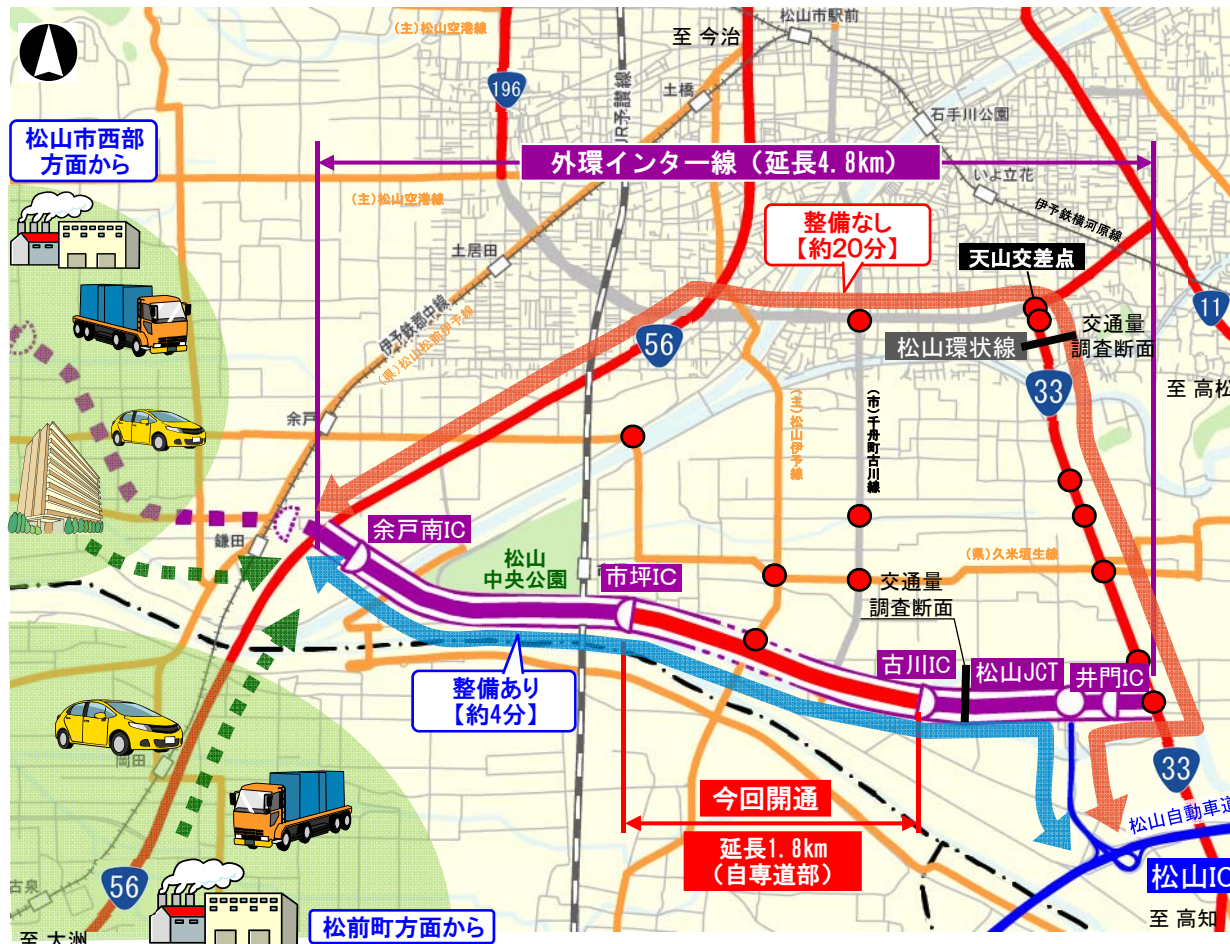 (主)松山空港線
松山市駅前
至 今治
196
土橋
JR予讃線
石手川公園
松山市西部
方面から
外環インター線（延長4.8km）
いよ立花
(主)松山空港線
伊予鉄横河原線
整備なし
【約20分】
土居田
天山交差点
11
伊予鉄郡中線
(県)松山松前伊予線
56
松山環状線
交通量
調査断面
33
至 高松
余戸
(主)松山伊予線
(市)千舟町古川線
余戸南IC
鎌田
松山
中央公園
(県)久米垣生線
市坪IC
交通量
調査断面
古川IC
松山JCT
井門IC
整備あり
【約4分】
岡田
33
今回開通
延長1.8km
（自専道部）
松山自動車道
松山IC
古泉
56
至 高知
松前町方面から
至 大洲